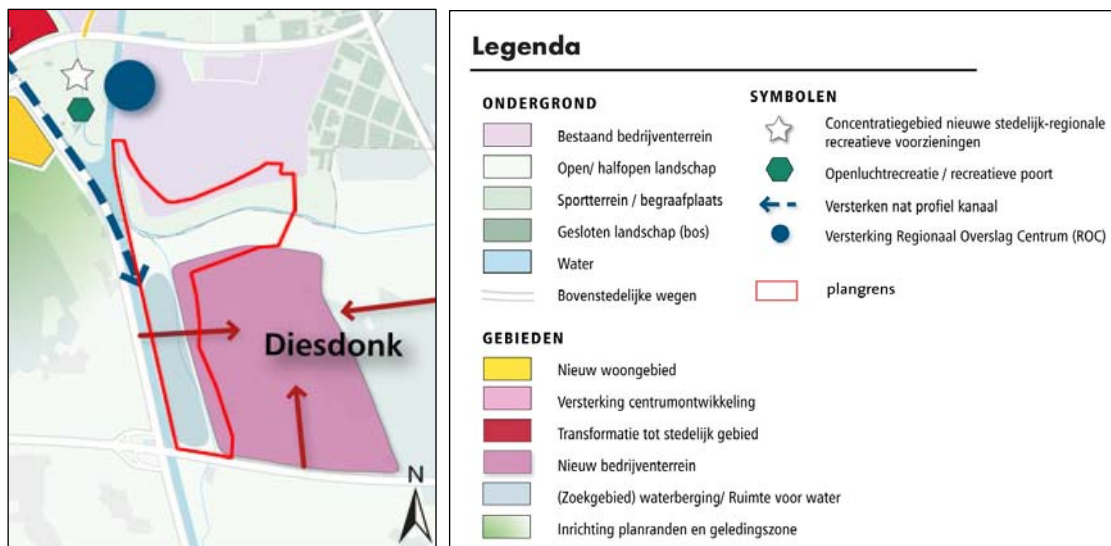 Diesdonk
N
Legenda
ONDERGROND
Bestaand bedrijventerrein
Open/ halfopen landschap
Sportterrein / begraafplaats
Gesloten landschap (bos)
Water
Bovenstedelijke wegen
GEBIEDEN
Nieuw woongebied
Versterking centrumontwikkeling
Transformatie tot stedelijk gebied
Nieuw bedrijventerrein
(Zoekgebied) waterberging/ Ruimte voor water
Inrichting planranden en geledingszone
SYMBOLEN
Concentratiegebied nieuwe stedelijk-regionale
recreatieve voorzieningen
Openluchtrecreatie / recreatieve poort
Versterken nat profiel kanaal
Versterking Regionaal Overslag Centrum (ROC)
plangrens